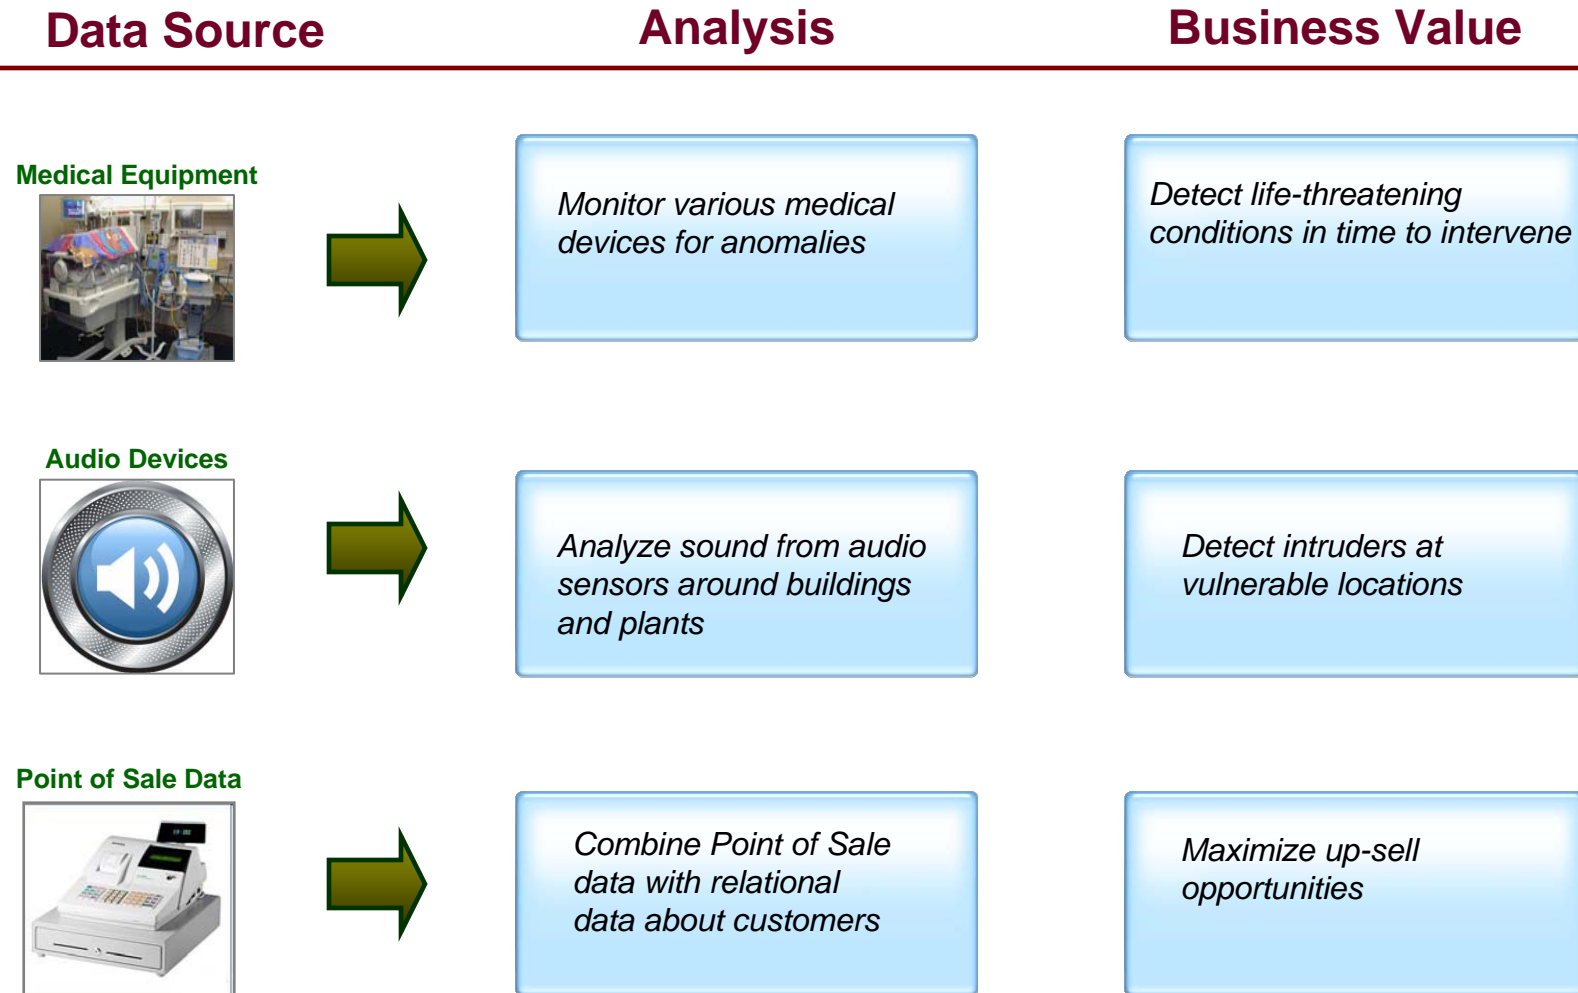 Data Source
Analysis
Business Value
Medical Equipment
Monitor various medical
devices for anomalies
Detect life-threatening
conditions in time to intervene
Audio Devices
Analyze sound from audio
sensors around buildings
and plants
Detect intruders at
vulnerable locations
Point of Sale Data
Combine Point of Sale
data with relational
data about customers
Maximize up-sell
opportunities